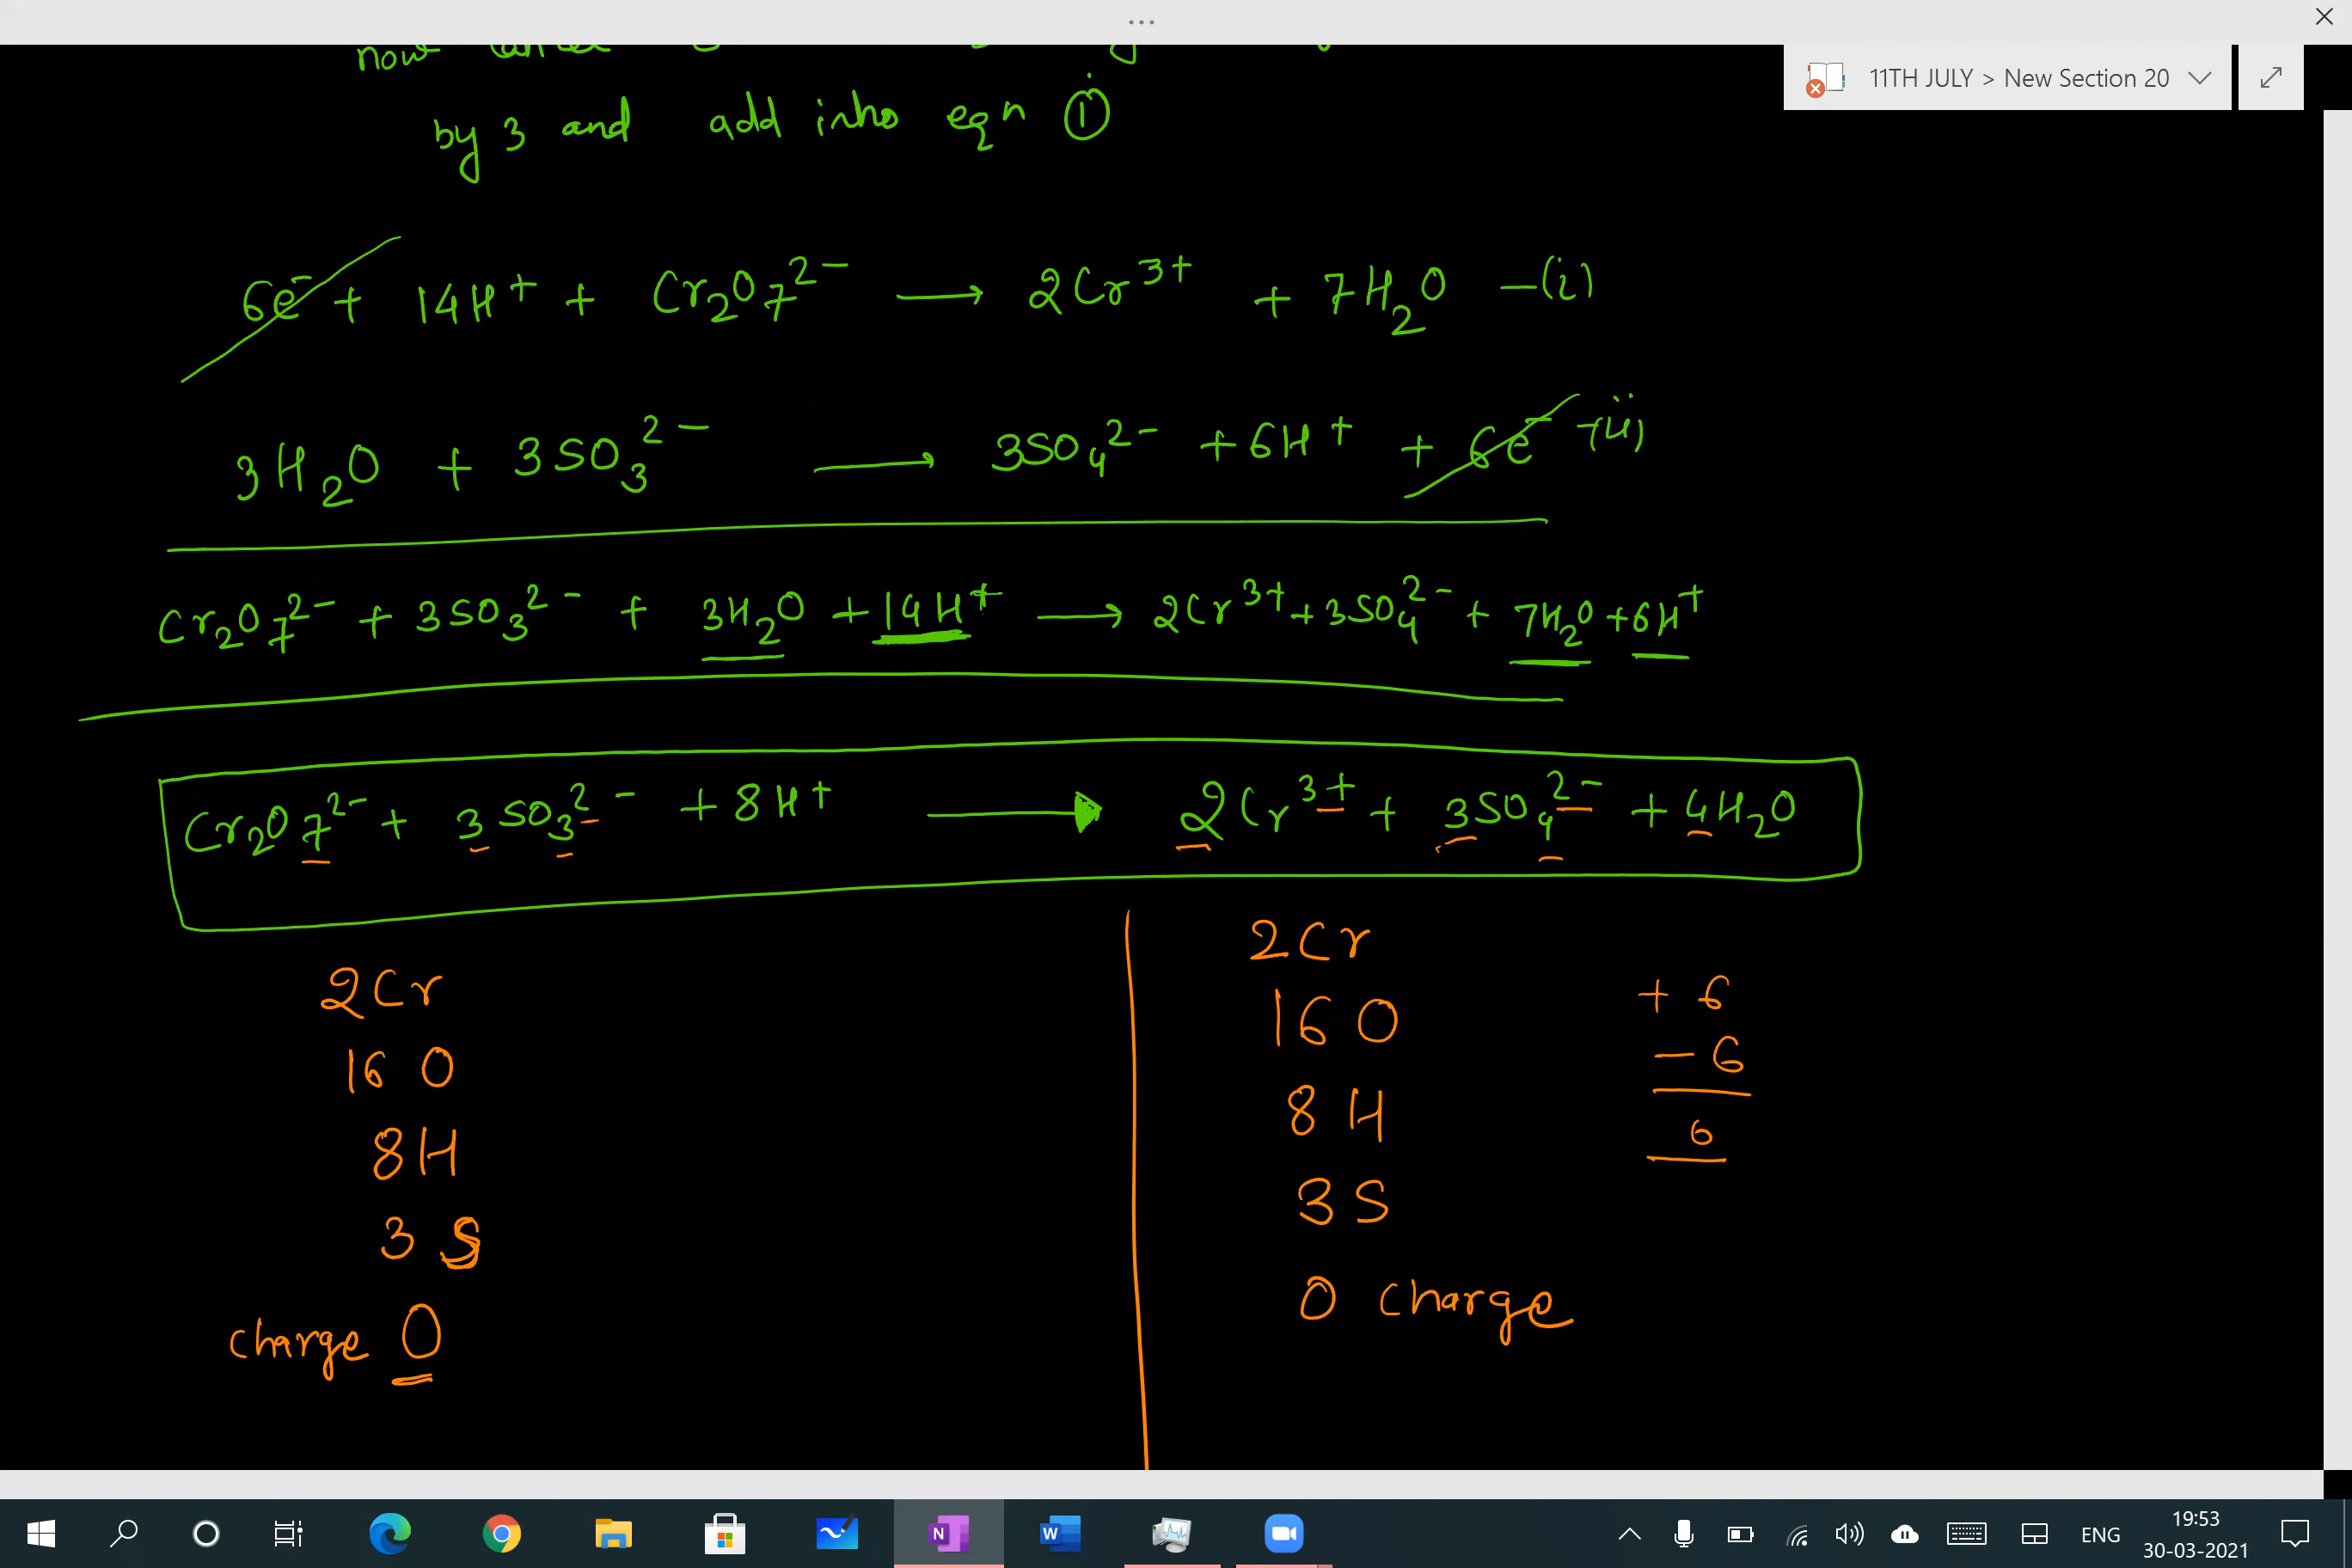 ...
11TH JULY > New Section 20
now
by 3 and add into eqn (i)
6e⁻ + 14H⁺ + Cr₂O₇²⁻ → 2Cr³⁺ + 7H₂O —(i)
3H₂O + 3SO₃²⁻ → 3SO₄²⁻ + 6H⁺ + 6e⁻ —(ii)
Cr₂O₇²⁻ + 3SO₃²⁻ + 3H₂O + 14H⁺ → 2Cr³⁺ + 3SO₄²⁻ + 7H₂O + 6H⁺
Cr₂O₇²⁻ + 3SO₃²⁻ + 8H⁺ → 2Cr³⁺ + 3SO₄²⁻ + 4H₂O
2Cr
16 O
8H
3 S
charge 0
2Cr
16 O
8 H
3 S
0 charge
+ 6
− 6
0
ENG
19:53
30-03-2021